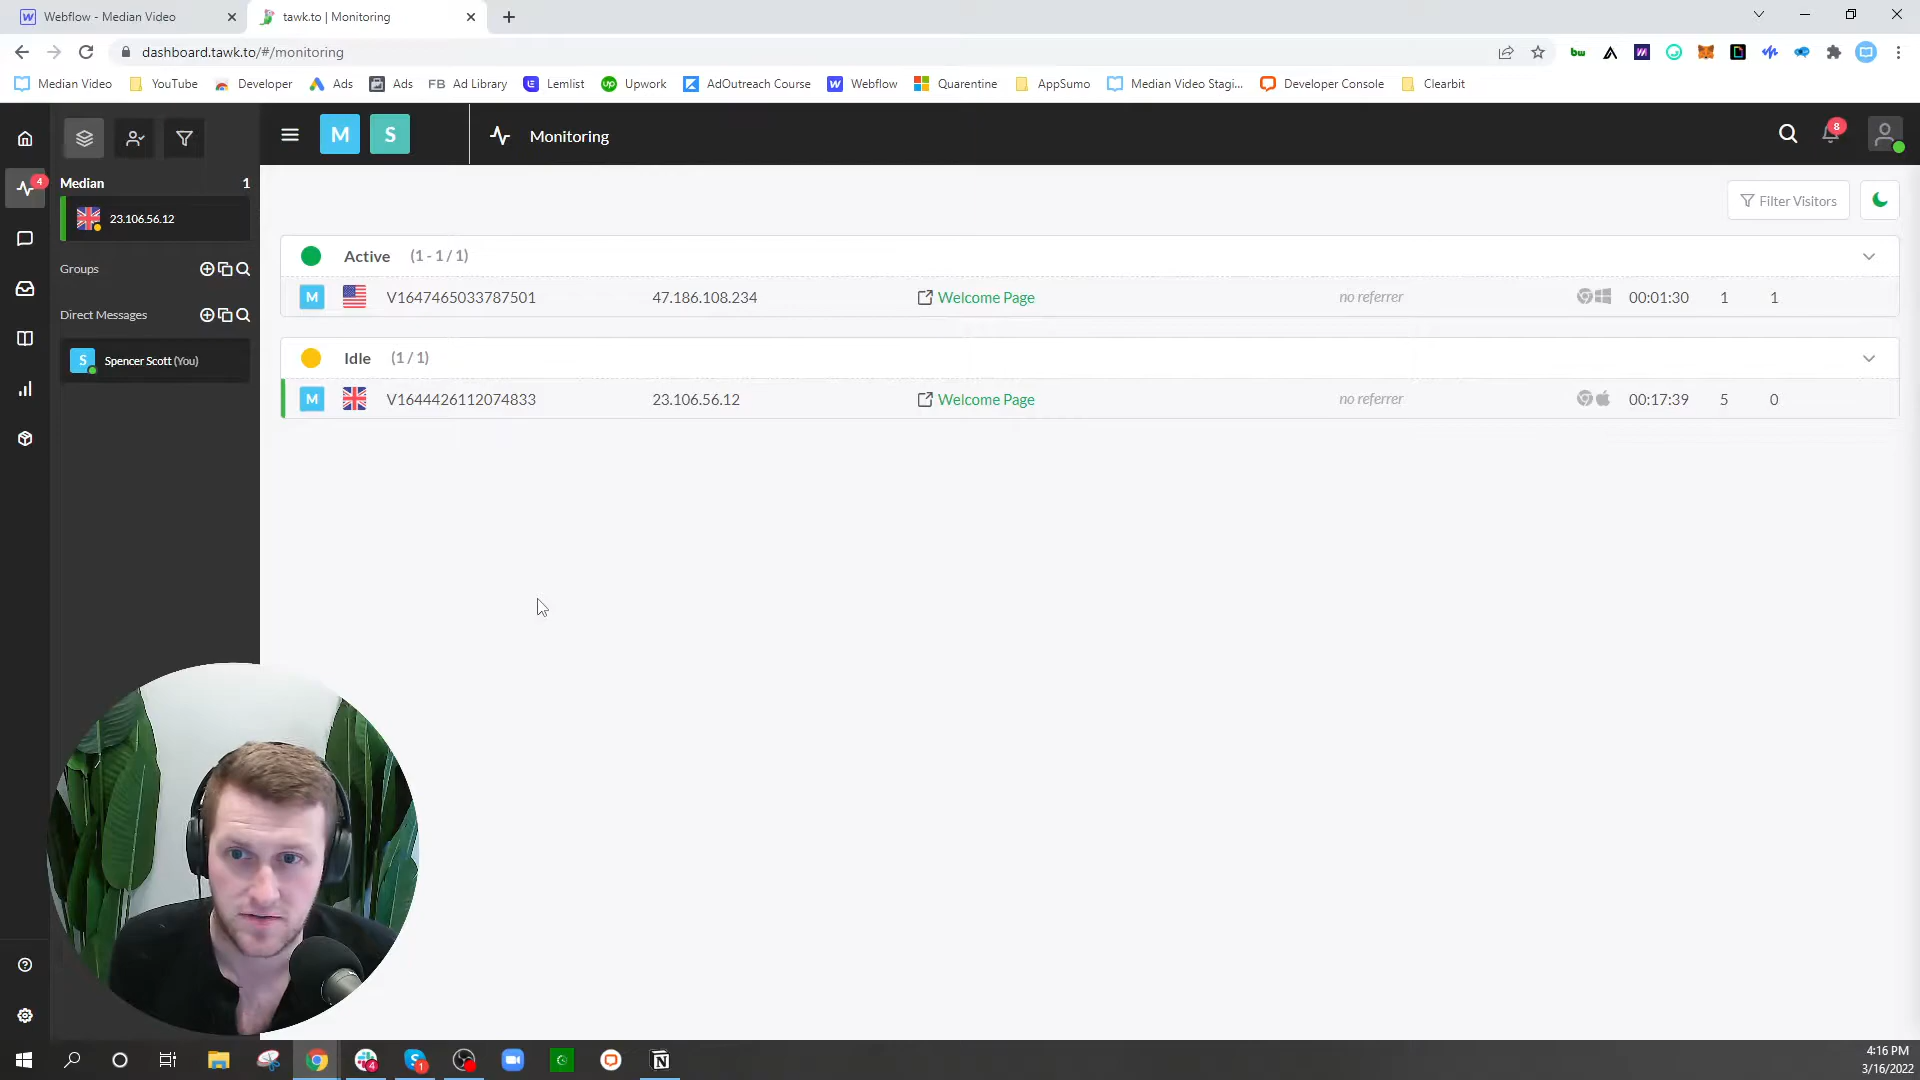 Webflow - Median Video
tawk.to | Monitoring
dashboard.tawk.to/#/monitoring
Median Video
YouTube
Developer
Ads
Ads
FB Ad Library
Lemlist
Upwork
AdOutreach Course
Webflow
Quarentine
AppSumo
Median Video Stagi...
Developer Console
Clearbit
M
S
Monitoring
8
4
Median 1
23.106.56.12
Groups
Direct Messages
S Spencer Scott (You)
Filter Visitors
Active (1 - 1 / 1)
M V1647465033787501 47.186.108.234 Welcome Page no referrer 00:01:30 1 1
Idle (1 / 1)
M V1644426112074833 23.106.56.12 Welcome Page no referrer 00:17:39 5 0
4
1
4:16 PM
3/16/2022